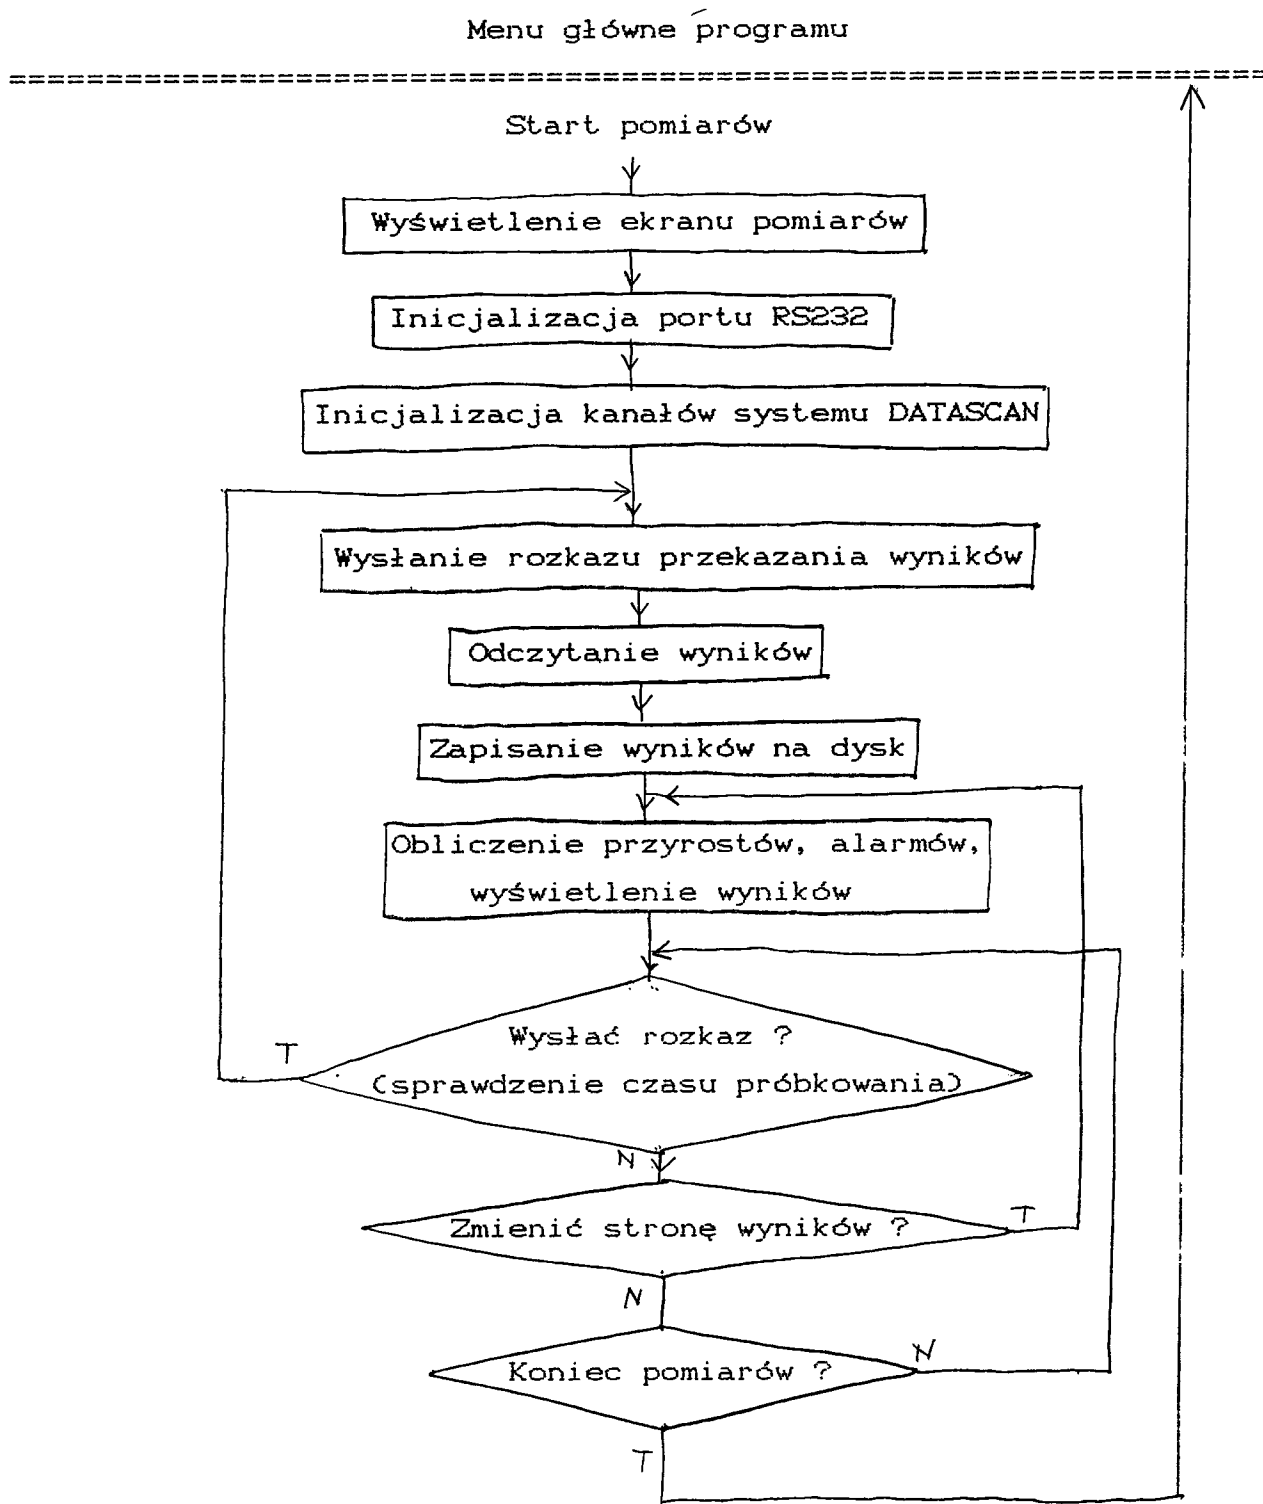 Menu główne programu
Start pomiarów
Wyświetlenie ekranu pomiarów
Inicjalizacja portu RS232
Inicjalizacja kanałów systemu DATASCAN
Wysłanie rozkazu przekazania wyników
Odczytanie wyników
Zapisanie wyników na dysk
Obliczenie przyrostów, alarmów,
wyświetlenie wyników
Wysłać rozkaz ?
T
(sprawdzenie czasu próbkowania)
N
Zmienić stronę wyników ?
T
N
Koniec pomiarów ?
N
T